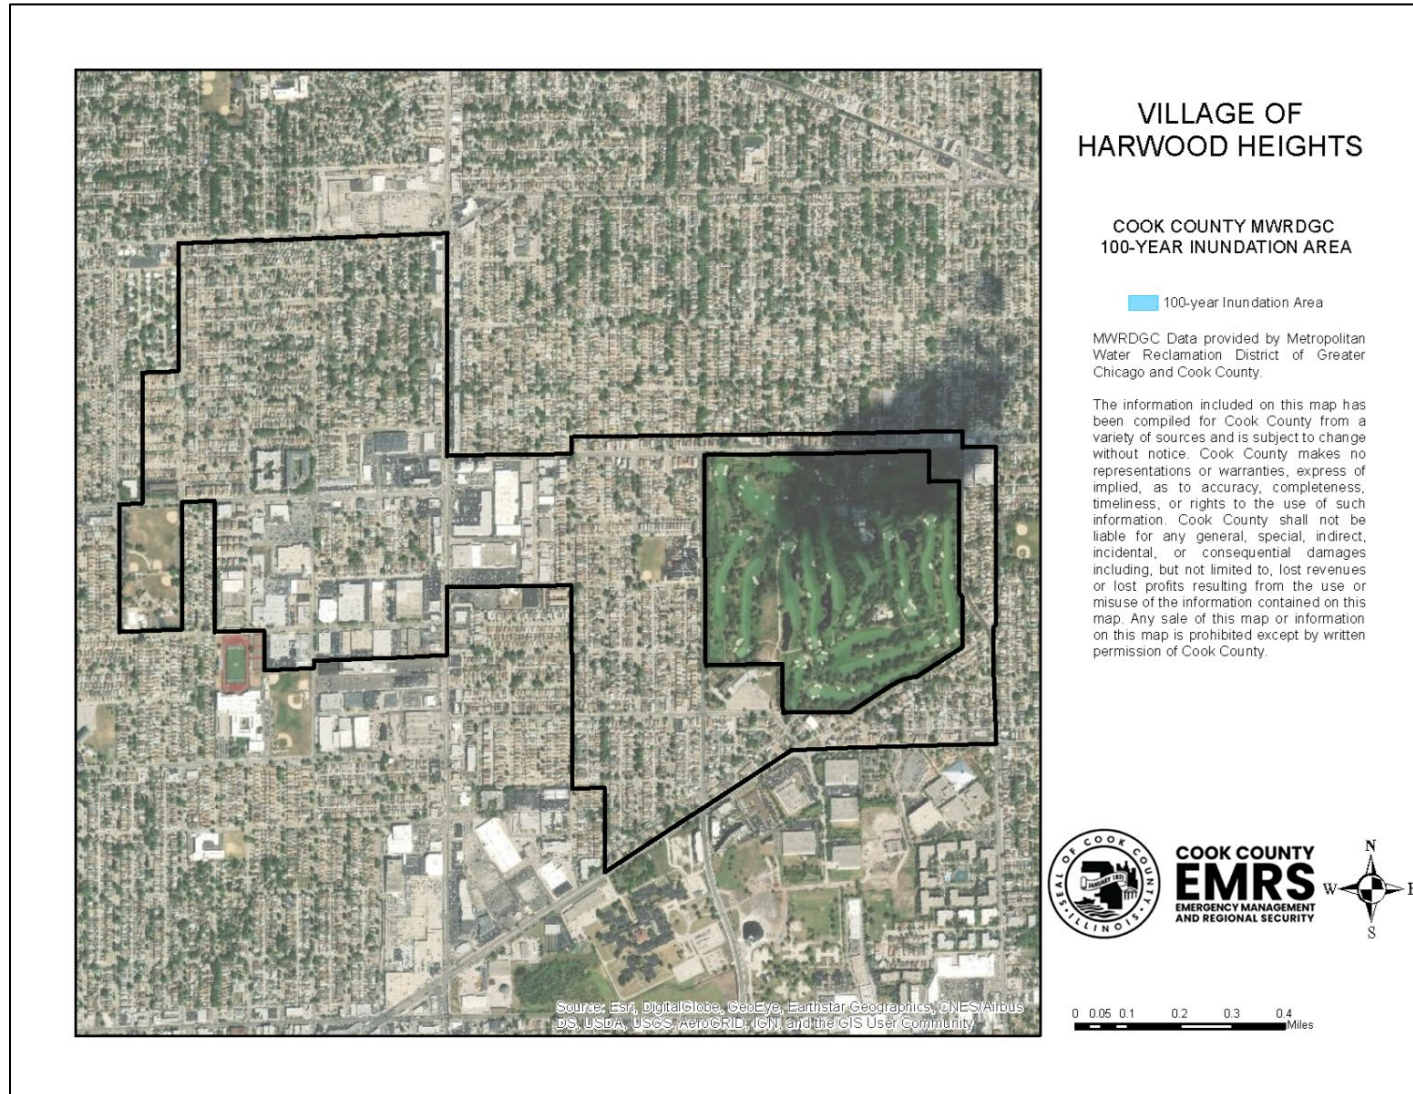 VILLAGE OF
HARWOOD HEIGHTS
COOK COUNTY MWRDGC
100-YEAR INUNDATION AREA
100-year Inundation Area
MWRDGC Data provided by Metropolitan
Water Reclamation District of Greater
Chicago and Cook County.
The information included on this map has
been compiled for Cook County from a
variety of sources and is subject to change
without notice. Cook County makes no
representations or warranties, express of
implied, as to accuracy, completeness,
timeliness, or rights to the use of such
information. Cook County shall not be
liable for any general, special, indirect,
incidental, or consequential damages
including, but not limited to, lost revenues
or lost profits resulting from the use or
misuse of the information contained on this
map. Any sale of this map or information
on this map is prohibited except by written
permission of Cook County.
SEAL OF COOK COUNTY
JANUARY 1831
ILLINOIS
COOK COUNTY
EMRS
EMERGENCY MANAGEMENT
AND REGIONAL SECURITY
N
W E
S
Source: Esri, DigitalGlobe, GeoEye, Earthstar Geographics, CNES/Airbus
DS, USDA, USGS, AeroGRID, IGN, and the GIS User Community
0 0.05 0.1 0.2 0.3 0.4
Miles